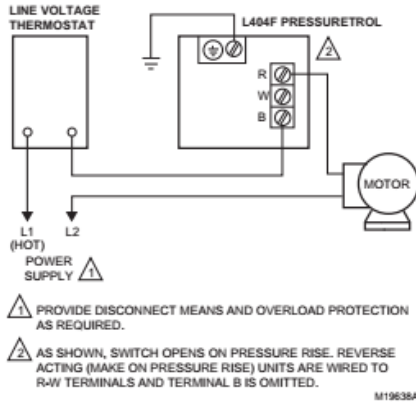 LINE VOLTAGE
THERMOSTAT
L404F PRESSURETROL
2
R
W
B
MOTOR
L1
(HOT)
L2
POWER
SUPPLY 1
1 PROVIDE DISCONNECT MEANS AND OVERLOAD PROTECTION
AS REQUIRED.
2 AS SHOWN, SWITCH OPENS ON PRESSURE RISE. REVERSE
ACTING (MAKE ON PRESSURE RISE) UNITS ARE WIRED TO
R-W TERMINALS AND TERMINAL B IS OMITTED.
M19638A